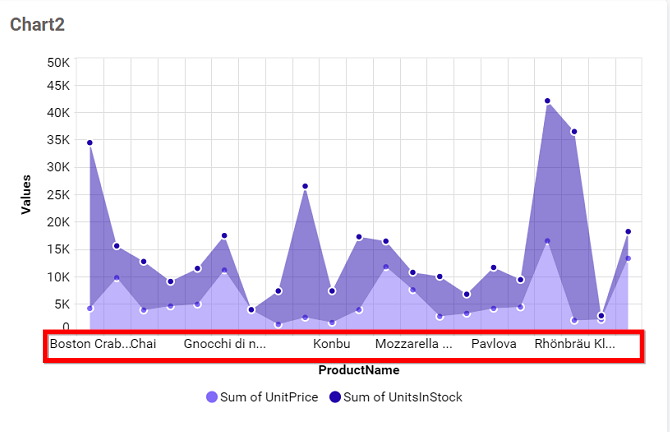 Chart2
50K
45K
40K
35K
30K
25K
20K
15K
10K
5K
0
Values
Boston Crab... Chai Gnocchi di n... Konbu Mozzarella ... Pavlova Rhönbräu Kl...
ProductName
Sum of UnitPrice Sum of UnitsInStock